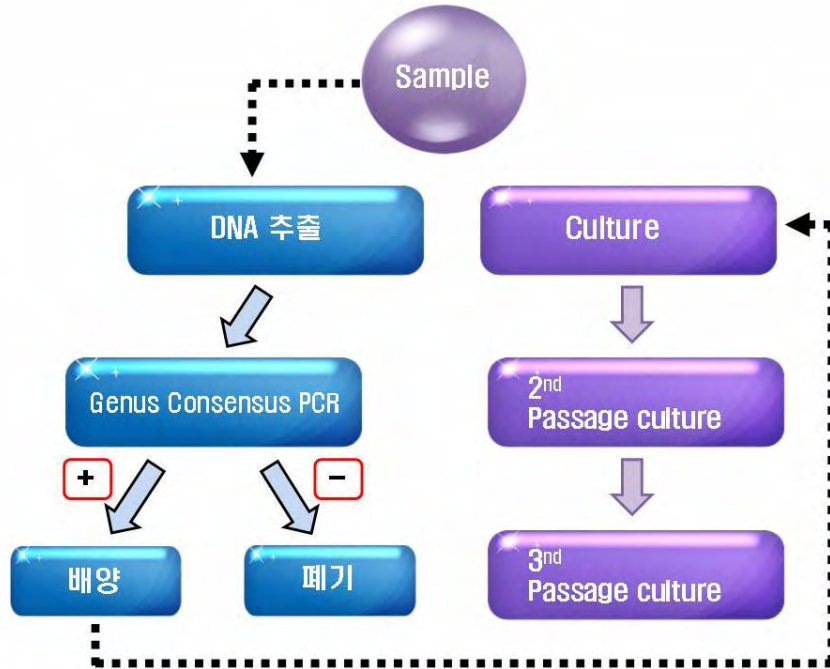 Sample
DNA 추출
Genus Consensus PCR
+
−
배양
폐기
Culture
2nd
Passage culture
3nd
Passage culture